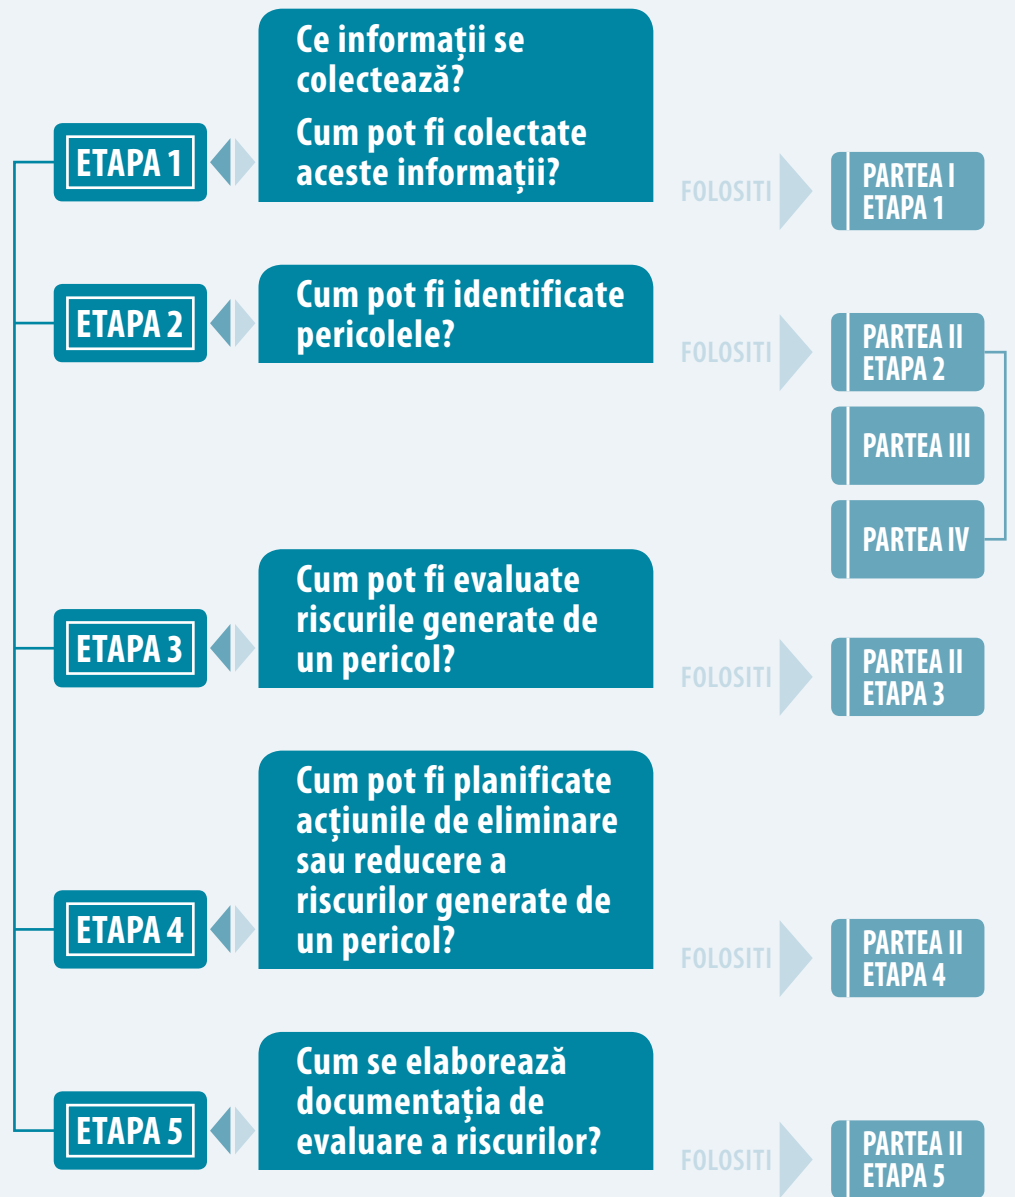 ETAPA 1
Ce informații se
colectează?
Cum pot fi colectate
aceste informații?
FOLOSITI
PARTEA I
ETAPA 1
ETAPA 2
Cum pot fi identificate
pericolele?
FOLOSITI
PARTEA II
ETAPA 2
PARTEA III
PARTEA IV
ETAPA 3
Cum pot fi evaluate
riscurile generate de
un pericol?
FOLOSITI
PARTEA II
ETAPA 3
ETAPA 4
Cum pot fi planificate
acțiunile de eliminare
sau reducere a
riscurilor generate de
un pericol?
FOLOSITI
PARTEA II
ETAPA 4
ETAPA 5
Cum se elaborează
documentația de
evaluare a riscurilor?
FOLOSITI
PARTEA II
ETAPA 5